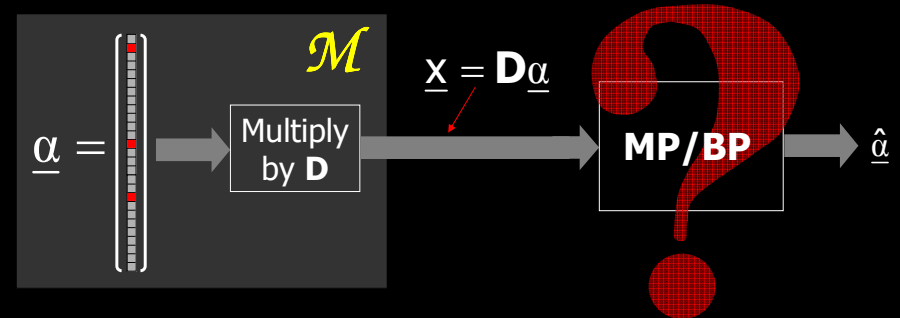 ℳ
α =
Multiply
by D
x = Dα
MP/BP
α̂
?